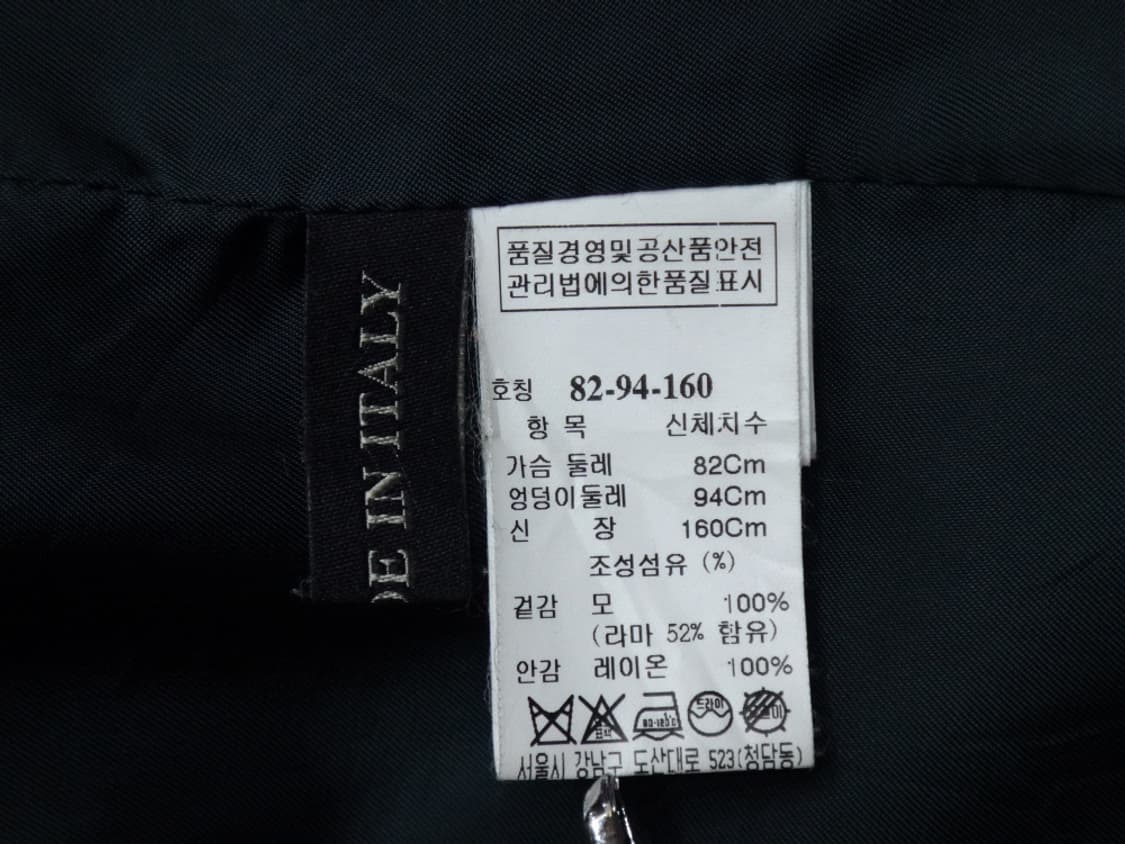 DE IN ITALY
품질경영및공산품안전
관리법에의한품질표시
호칭 82-94-160
항 목 신체치수
가슴 둘레 82Cm
엉덩이둘레 94Cm
신 장 160Cm
조성섬유 (%)
겉감 모 100%
(라마 52% 함유)
안감 레이온 100%
드라이
서울시 강남구 도산대로 523(청담동)